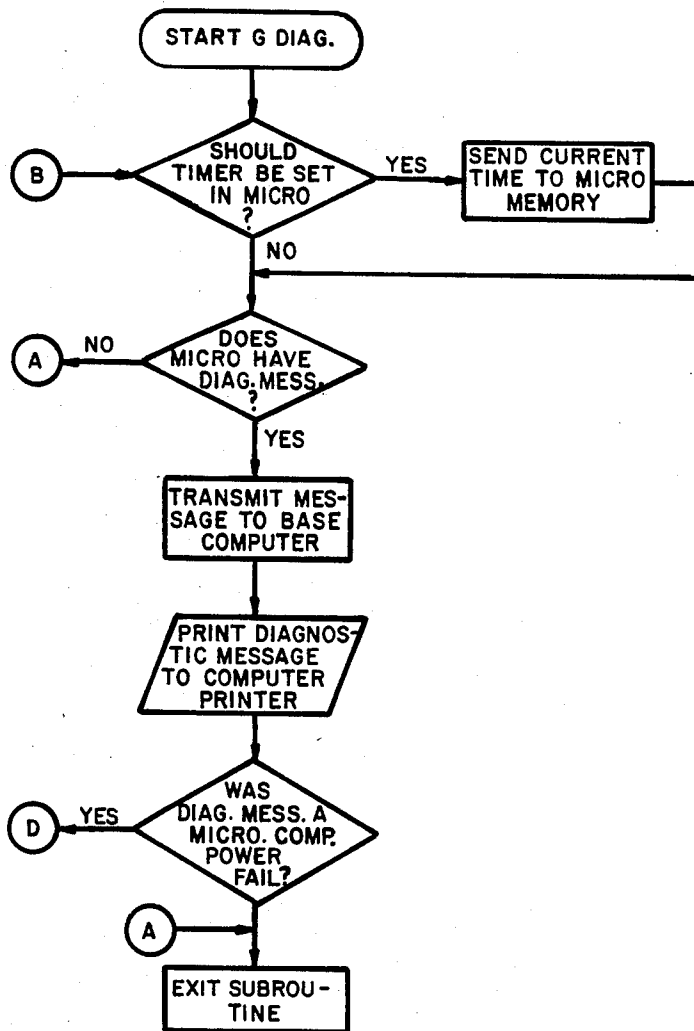 START G DIAG.
B
SHOULD
TIMER BE SET
IN MICRO
?
YES
SEND CURRENT
TIME TO MICRO
MEMORY
NO
A
NO
DOES
MICRO HAVE
DIAG. MESS.
?
YES
TRANSMIT MES-
SAGE TO BASE
COMPUTER
PRINT DIAGNOS-
TIC MESSAGE
TO COMPUTER
PRINTER
D
YES
WAS
DIAG. MESS. A
MICRO. COMP.
POWER
FAIL?
A
EXIT SUBROU-
TINE